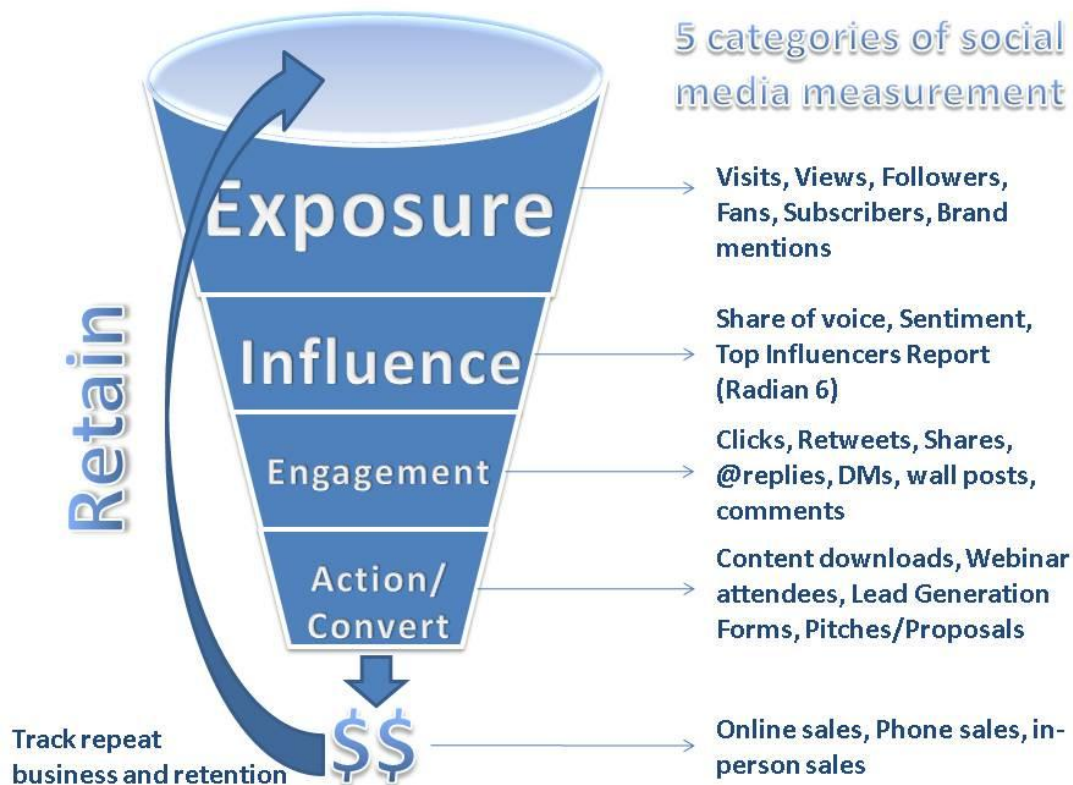 5 categories of social
media measurement
Exposure
Visits, Views, Followers,
Fans, Subscribers, Brand
mentions
Influence
Share of voice, Sentiment,
Top Influencers Report
(Radian 6)
Engagement
Clicks, Retweets, Shares,
@replies, DMs, wall posts,
comments
Action/
Convert
Content downloads, Webinar
attendees, Lead Generation
Forms, Pitches/Proposals
$$
Online sales, Phone sales, in-
person sales
Retain
Track repeat
business and retention